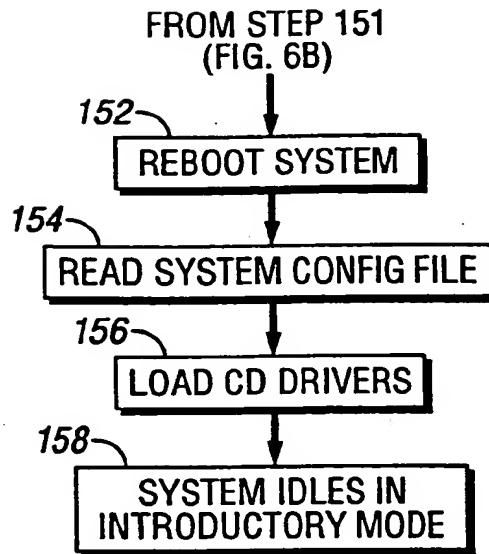 FROM STEP 151
(FIG. 6B)
152
REBOOT SYSTEM
154
READ SYSTEM CONFIG FILE
156
LOAD CD DRIVERS
158
SYSTEM IDLES IN
INTRODUCTORY MODE